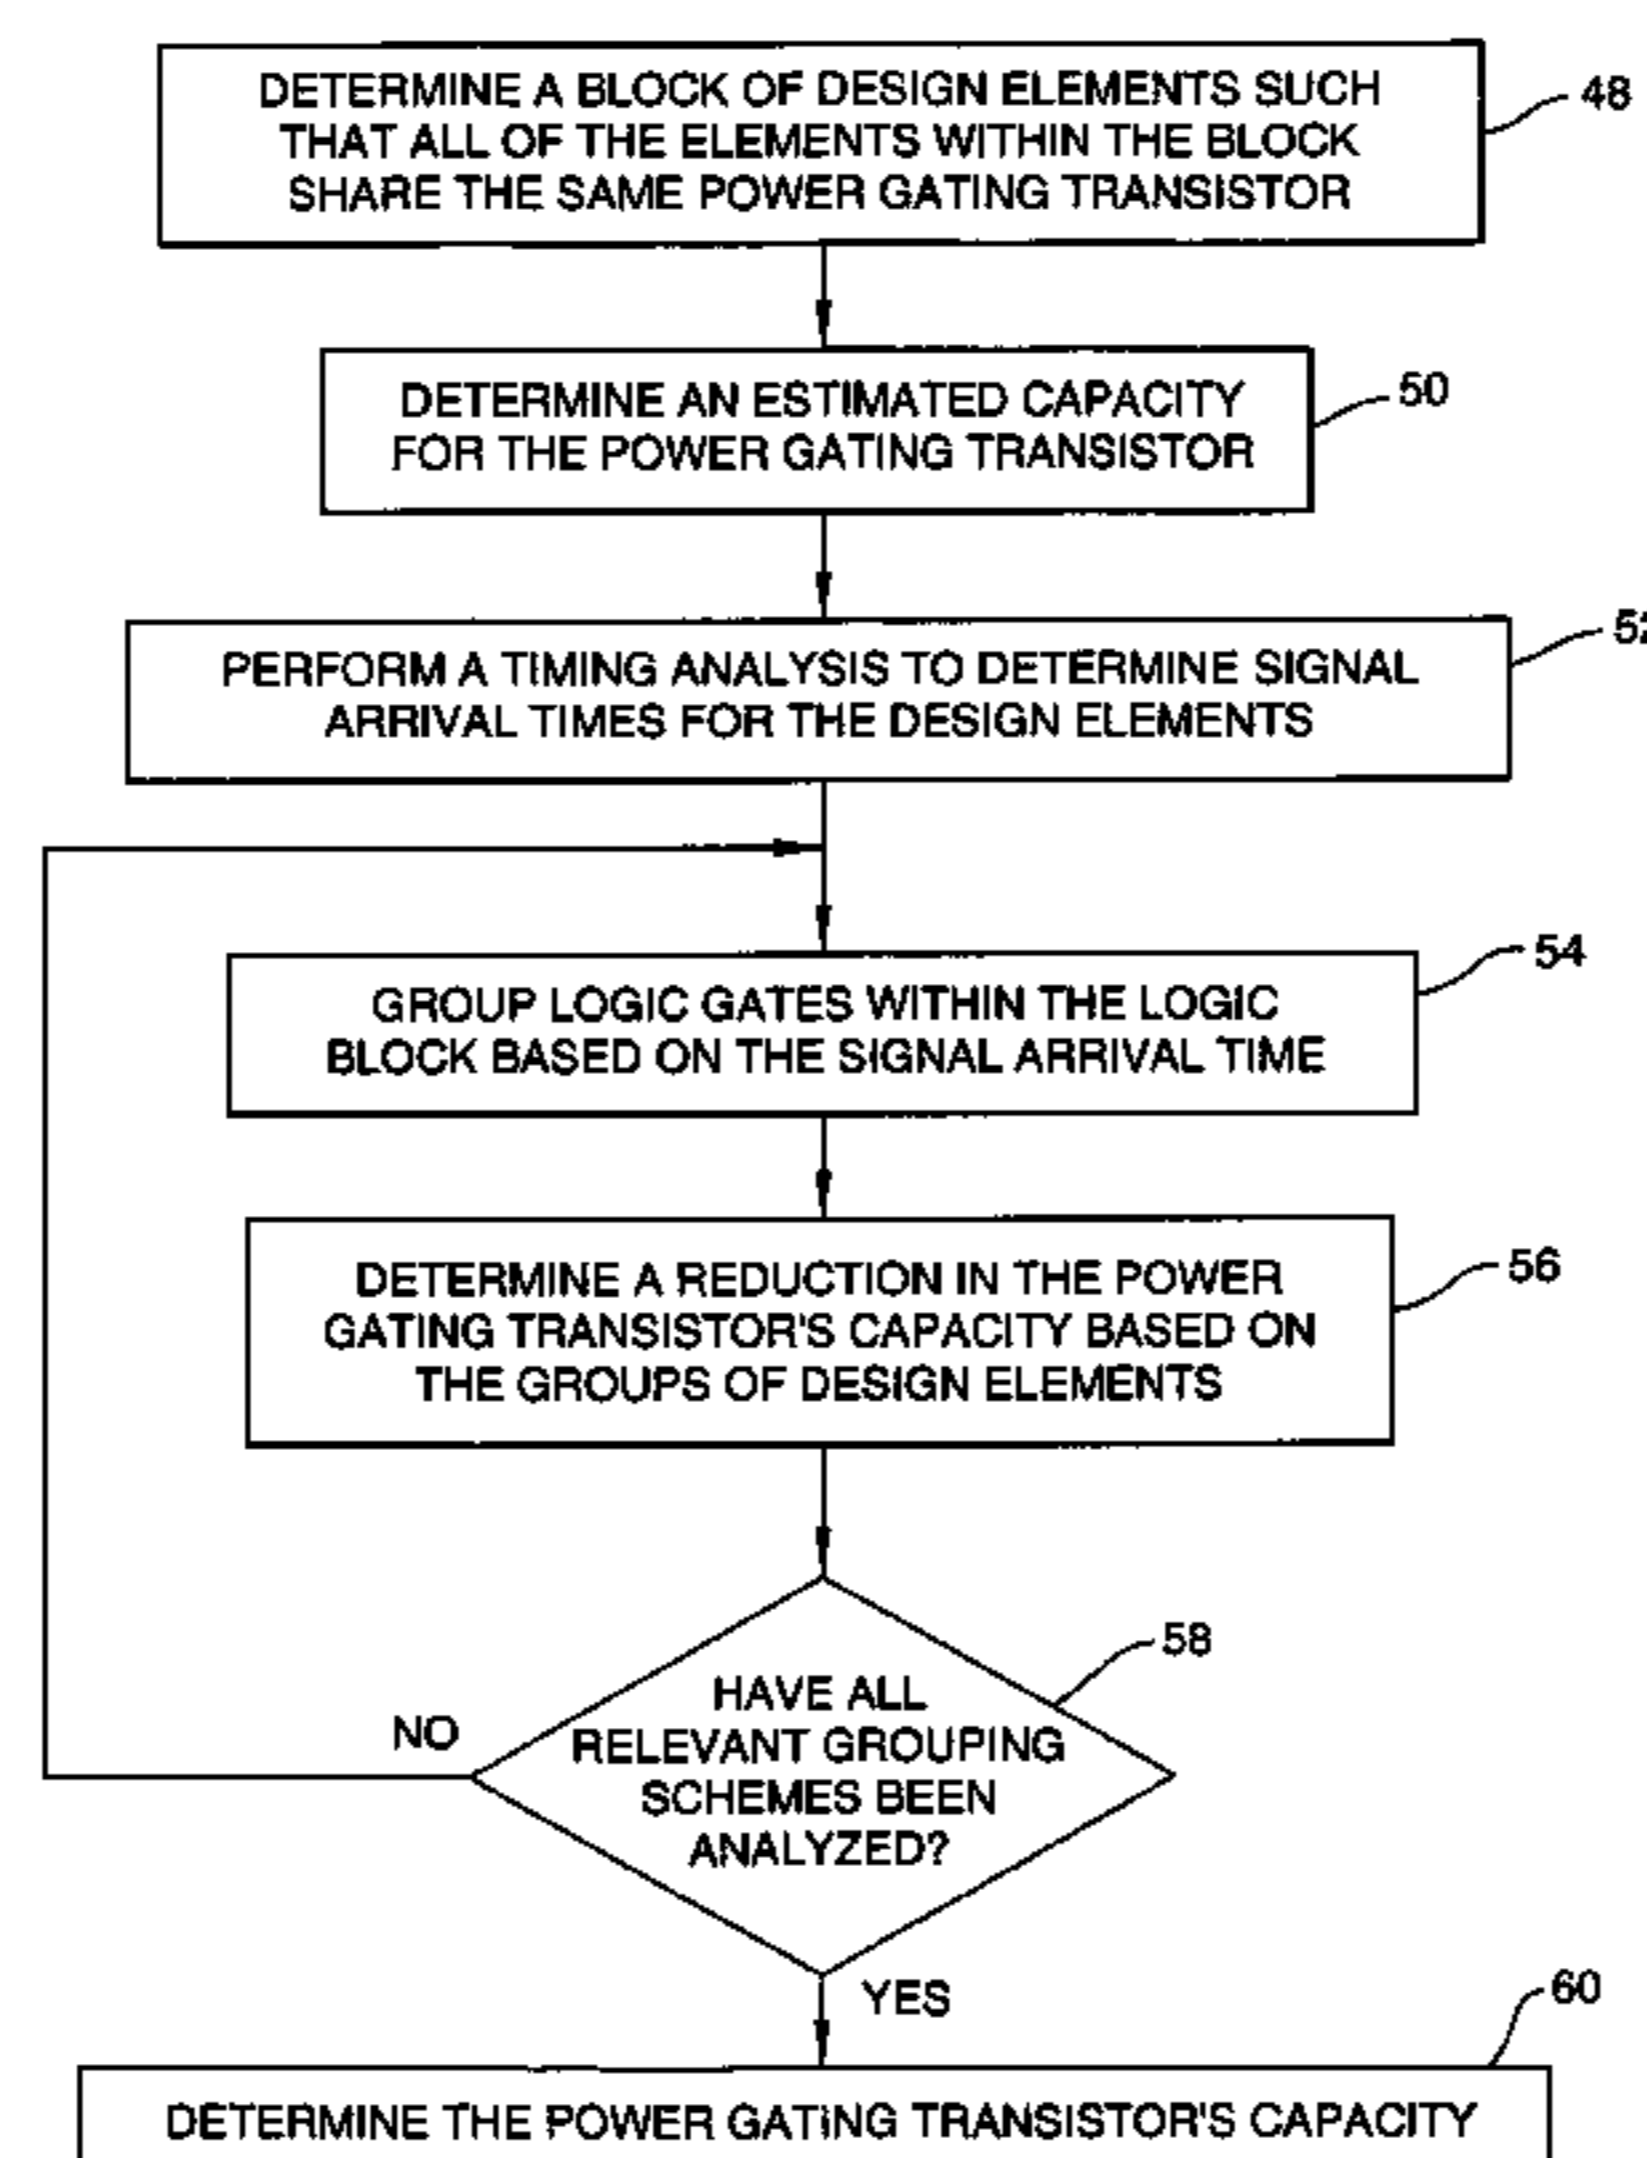 DETERMINE A BLOCK OF DESIGN ELEMENTS SUCH
THAT ALL OF THE ELEMENTS WITHIN THE BLOCK
SHARE THE SAME POWER GATING TRANSISTOR
48
DETERMINE AN ESTIMATED CAPACITY
FOR THE POWER GATING TRANSISTOR
50
PERFORM A TIMING ANALYSIS TO DETERMINE SIGNAL
ARRIVAL TIMES FOR THE DESIGN ELEMENTS
GROUP LOGIC GATES WITHIN THE LOGIC
BLOCK BASED ON THE SIGNAL ARRIVAL TIME
54
DETERMINE A REDUCTION IN THE POWER
GATING TRANSISTOR'S CAPACITY BASED ON
THE GROUPS OF DESIGN ELEMENTS
56
HAVE ALL
RELEVANT GROUPING
SCHEMES BEEN
ANALYZED?
58
NO
YES
60
DETERMINE THE POWER GATING TRANSISTOR'S CAPACITY